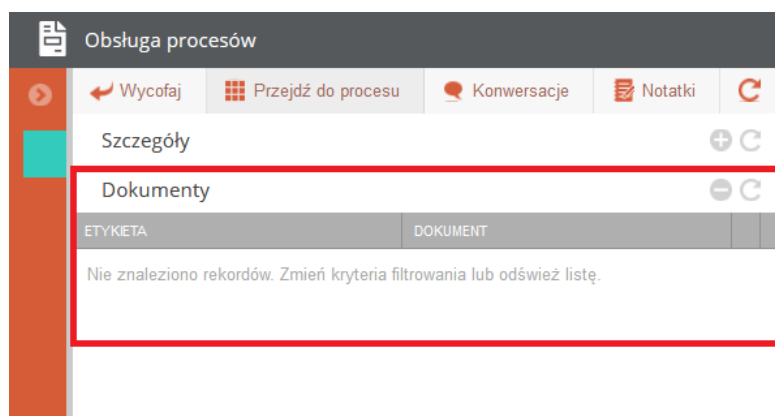 Obsługa procesów
Wycofaj Przejdź do procesu Konwersacje Notatki
Szczegóły
Dokumenty
ETYKIETA DOKUMENT
Nie znaleziono rekordów. Zmień kryteria filtrowania lub odśwież listę.